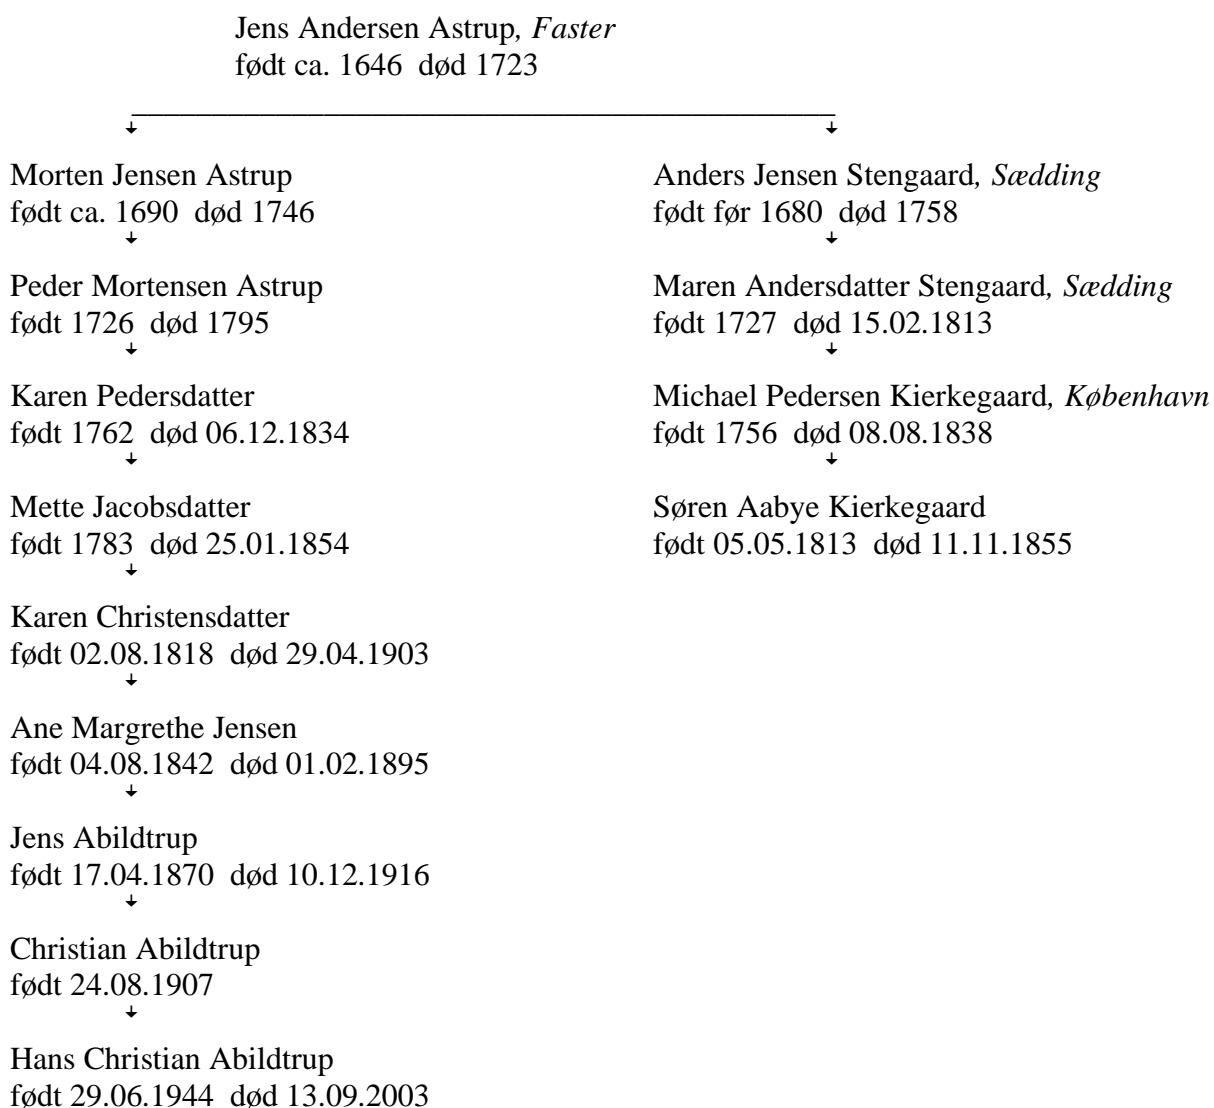 Jens Andersen Astrup, Faster
født ca. 1646 død 1723
Morten Jensen Astrup
født ca. 1690 død 1746
Peder Mortensen Astrup
født 1726 død 1795
Karen Pedersdatter
født 1762 død 06.12.1834
Mette Jacobsdatter
født 1783 død 25.01.1854
Karen Christensdatter
født 02.08.1818 død 29.04.1903
Ane Margrethe Jensen
født 04.08.1842 død 01.02.1895
Jens Abildtrup
født 17.04.1870 død 10.12.1916
Christian Abildtrup
født 24.08.1907
Hans Christian Abildtrup
født 29.06.1944 død 13.09.2003
Anders Jensen Stengaard, Sædding
født før 1680 død 1758
Maren Andersdatter Stengaard, Sædding
født 1727 død 15.02.1813
Michael Pedersen Kierkegaard, København
født 1756 død 08.08.1838
Søren Aabye Kierkegaard
født 05.05.1813 død 11.11.1855